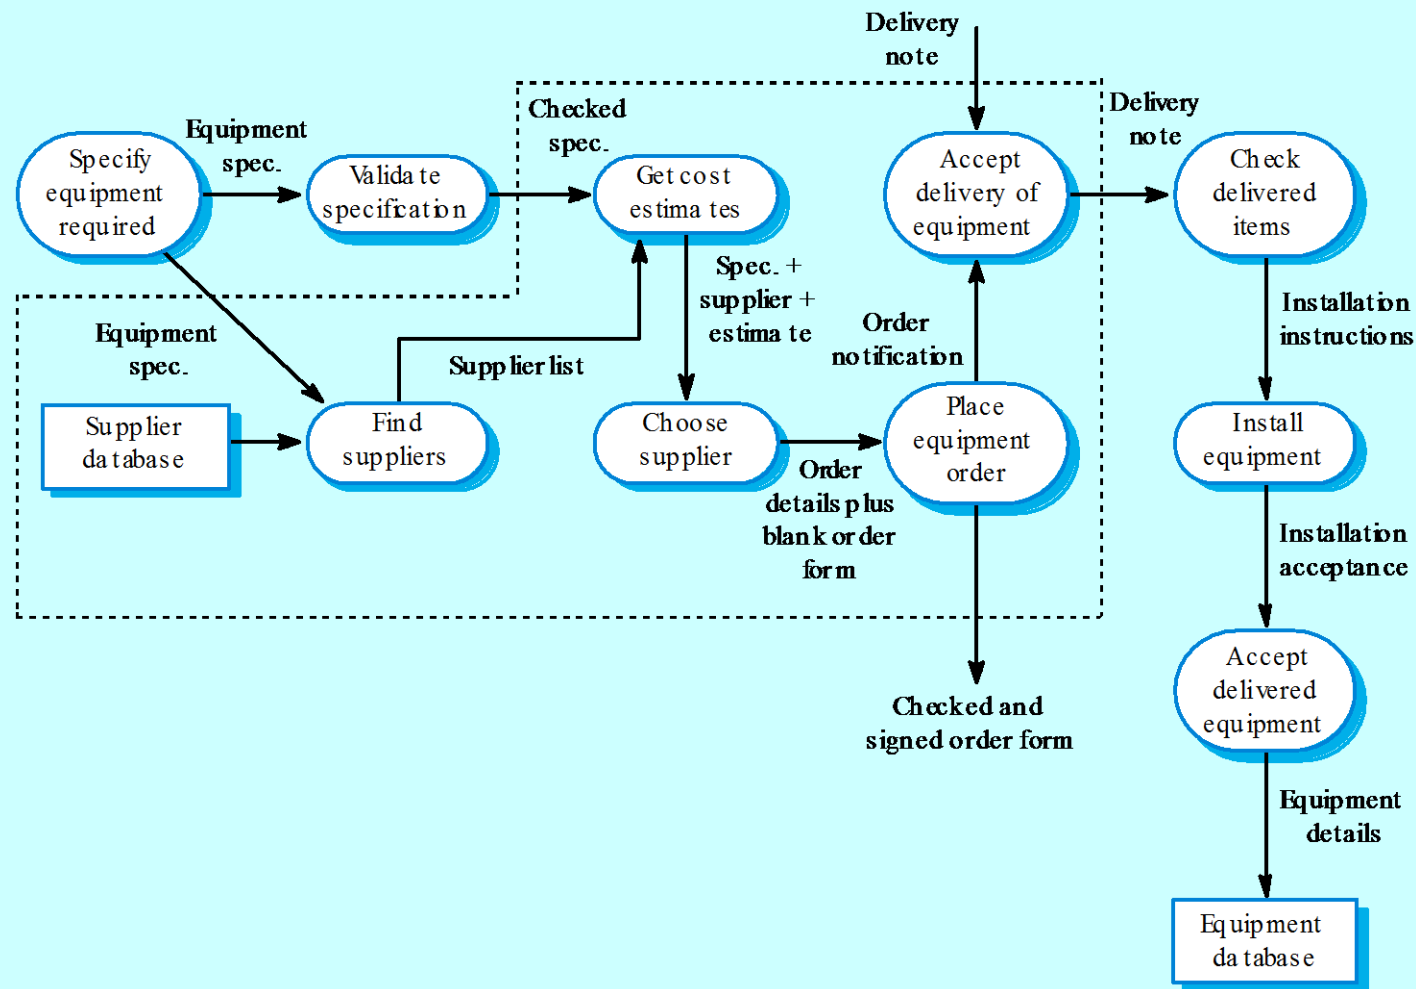 Delivery
note
Equipment
spec.
Checked
spec.
Delivery
note
Specify
equipment
required
Validate
specification
Get cost
estimates
Accept
delivery of
equipment
Check
delivered
items
Spec. +
supplier +
estimate
Installation
instructions
Equipment
spec.
Supplier list
Order
notification
Supplier
database
Find
suppliers
Choose
supplier
Place
equipment
order
Install
equipment
Order
details plus
blank order
form
Installation
acceptance
Accept
delivered
equipment
Checked and
signed order form
Equipment
details
Equipment
database